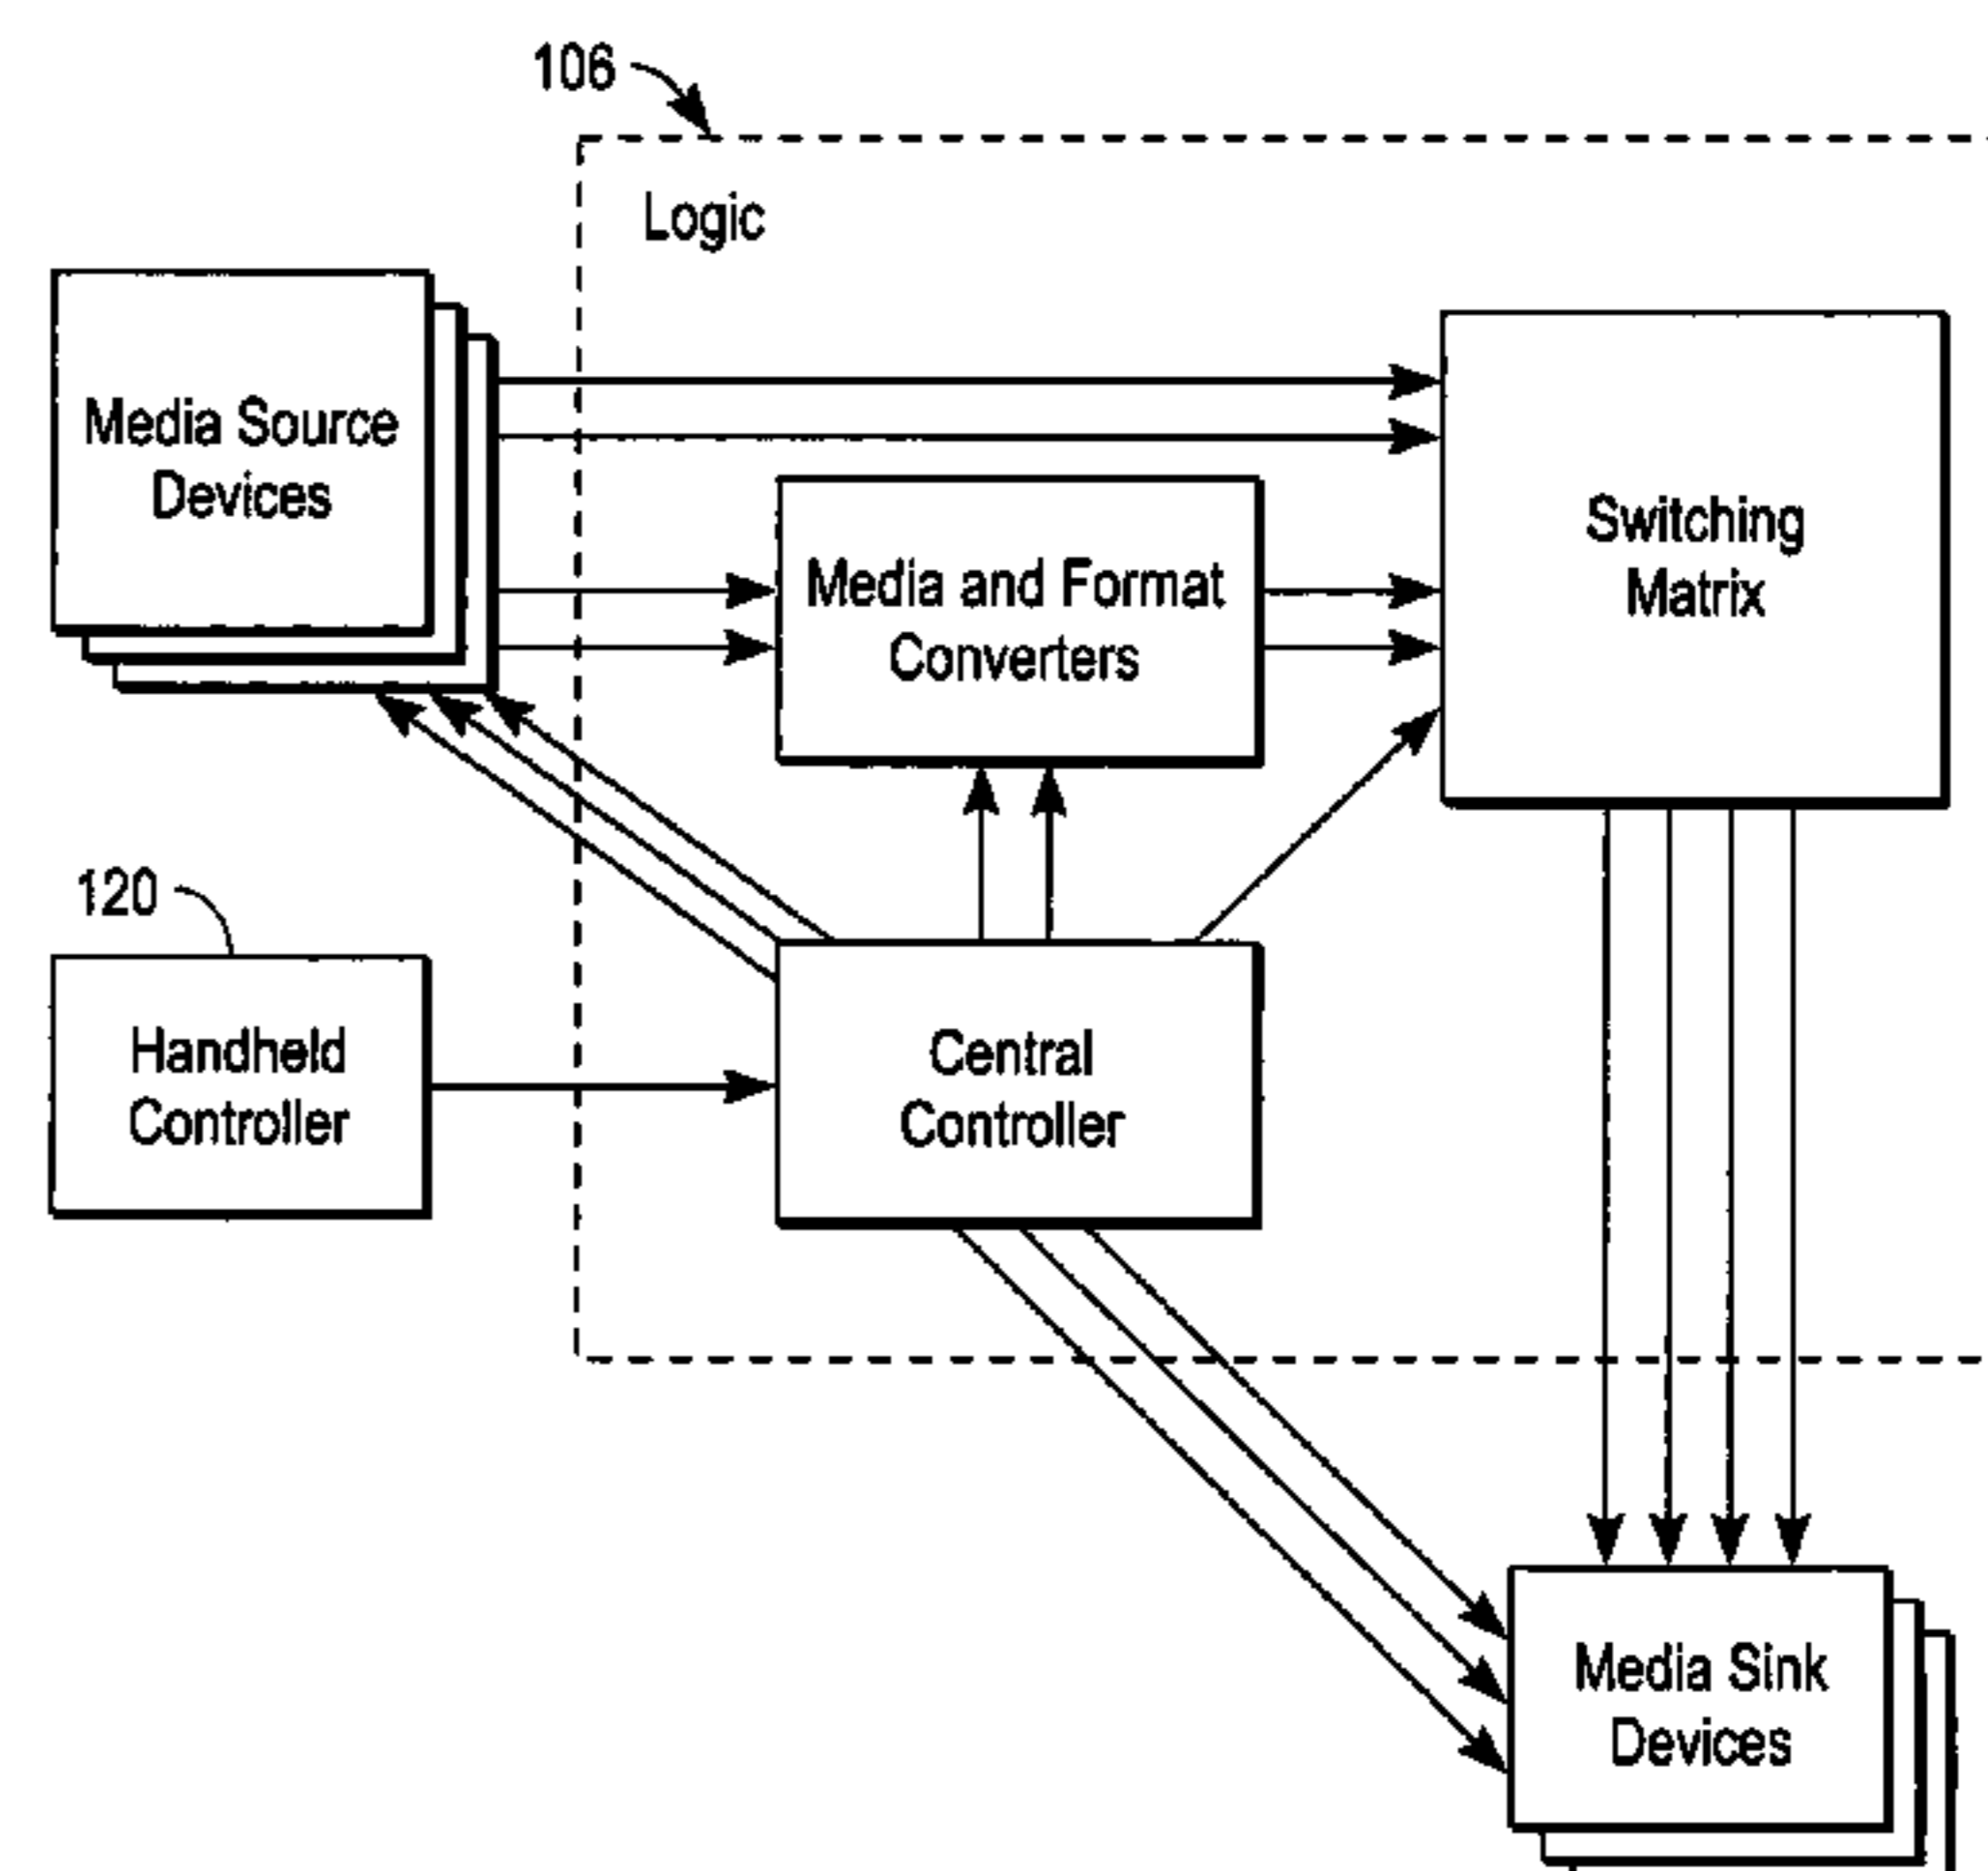 106
Logic
Media Source
Devices
Switching
Matrix
Media and Format
Converters
120
Handheld
Controller
Central
Controller
Media Sink
Devices